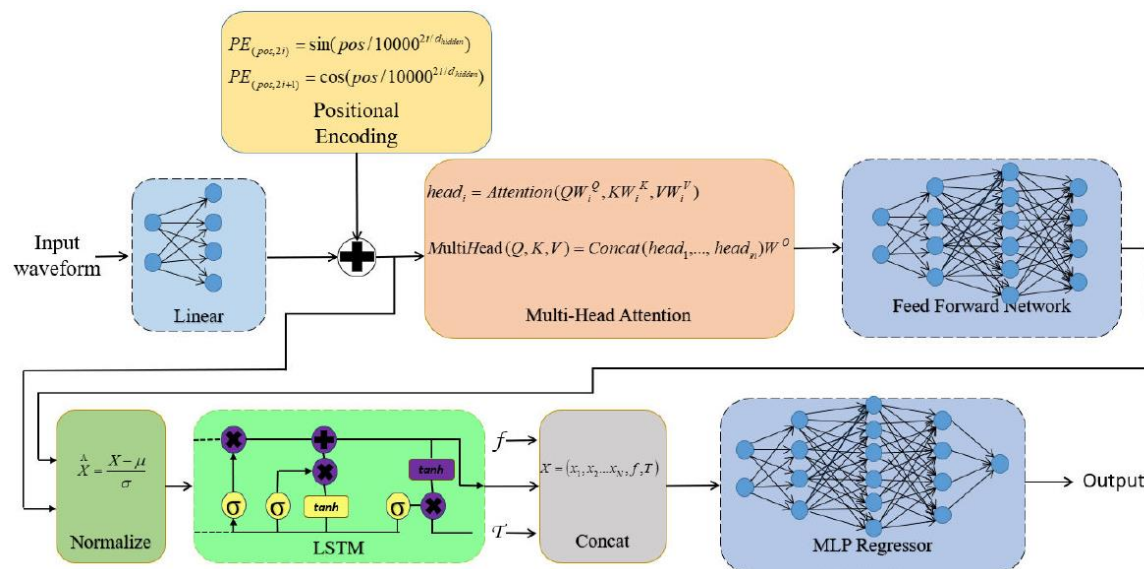 PE(pos,2i) = sin(pos/10000^2i/d_hidden)
PE(pos,2i+1) = cos(pos/10000^2i/d_hidden)
Positional
Encoding
Input
waveform
Linear
head_i = Attention(QW_i^Q, KW_i^K, VW_i^V)
MultiHead(Q, K, V) = Concat(head_1,..., head_n)W^O
Multi-Head Attention
Feed Forward Network
X̂ = X − μ / σ
Normalize
σ
σ
tanh
σ
tanh
LSTM
f
T
X = (x_1, x_2...x_N, f, T)
Concat
MLP Regressor
Output